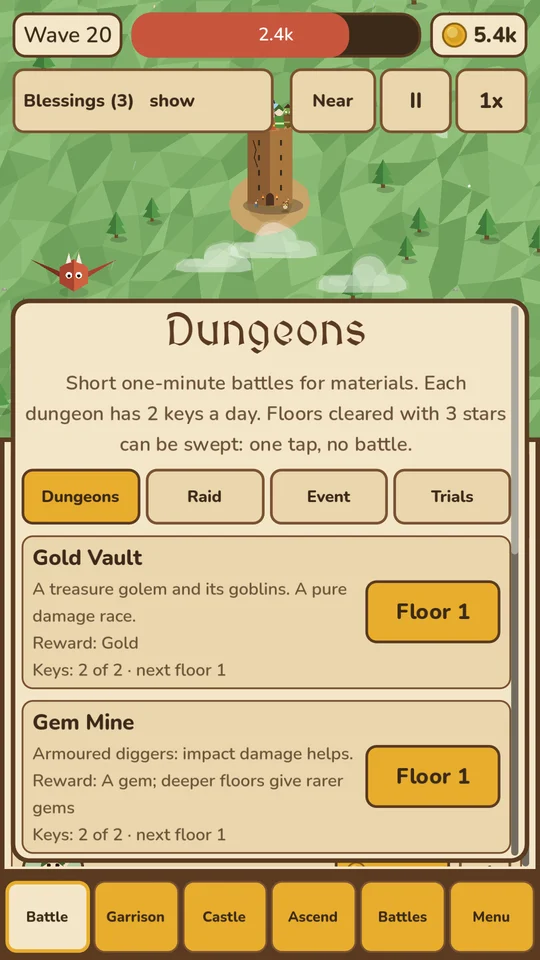 Wave 20
2.4k
5.4k
Blessings (3) show
Near
II
1x
Dungeons
Short one-minute battles for materials. Each
dungeon has 2 keys a day. Floors cleared with 3 stars
can be swept: one tap, no battle.
Dungeons
Raid
Event
Trials
Gold Vault
A treasure golem and its goblins. A pure
damage race.
Reward: Gold
Keys: 2 of 2 · next floor 1
Floor 1
Gem Mine
Armoured diggers: impact damage helps.
Reward: A gem; deeper floors give rarer
gems
Keys: 2 of 2 · next floor 1
Floor 1
Battle
Garrison
Castle
Ascend
Battles
Menu